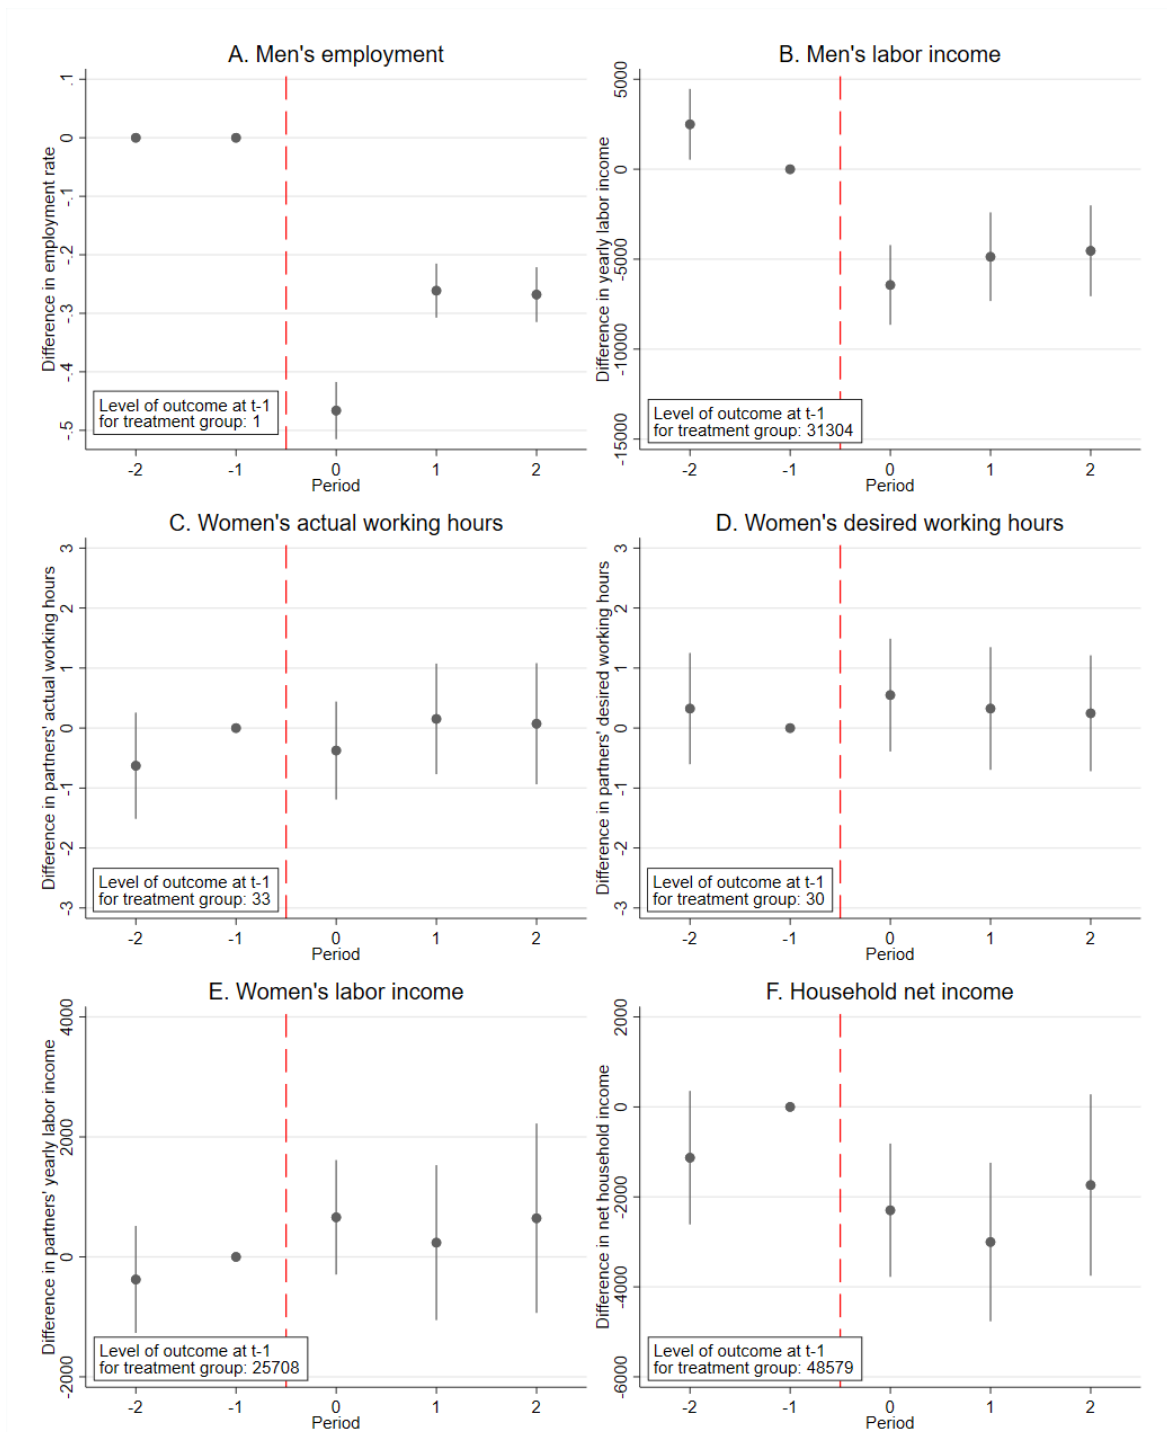 A. Men's employment
Difference in employment rate
.1
0
-.1
-.2
-.3
-.4
-.5
Level of outcome at t-1
for treatment group: 1
-2 -1 0 1 2
Period
B. Men's labor income
Difference in yearly labor income
5000
0
-5000
-10000
-15000
Level of outcome at t-1
for treatment group: 31304
-2 -1 0 1 2
Period
C. Women's actual working hours
Difference in partners' actual working hours
3
2
1
0
-1
-2
-3
Level of outcome at t-1
for treatment group: 33
-2 -1 0 1 2
Period
D. Women's desired working hours
Difference in partners' desired working hours
3
2
1
0
-1
-2
-3
Level of outcome at t-1
for treatment group: 30
-2 -1 0 1 2
Period
E. Women's labor income
Difference in partners' yearly labor income
4000
2000
0
-2000
Level of outcome at t-1
for treatment group: 25708
-2 -1 0 1 2
Period
F. Household net income
Difference in net household income
2000
0
-2000
-4000
-6000
Level of outcome at t-1
for treatment group: 48579
-2 -1 0 1 2
Period